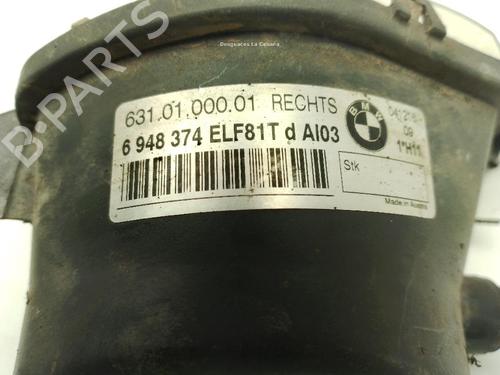 Desguaces La Cabaña
631.01.000.01 RECHTS
BMW
09
6 948 374 ELF81T d AI03
1*H11
Stk
Made in Austria
B-PARTS